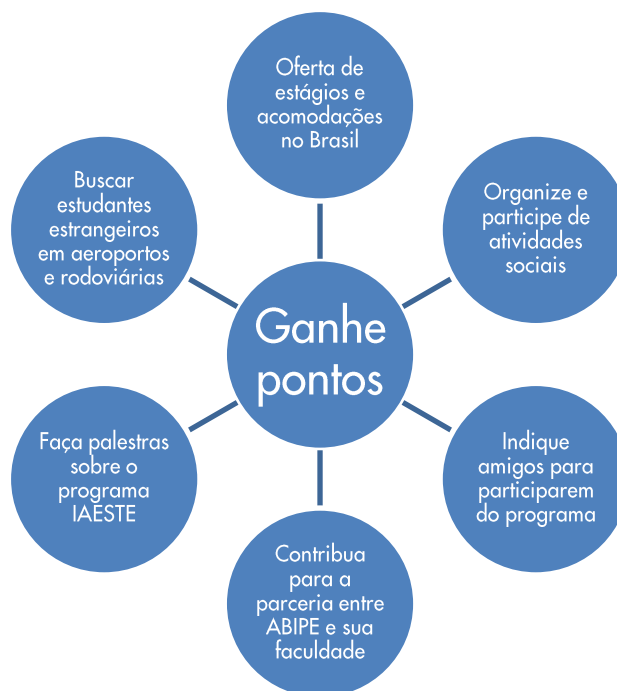 Oferta de
estágios e
acomodações
no Brasil
Organize e
participe de
atividades
sociais
Indique
amigos para
participarem
do programa
Contribua
para a
parceria entre
ABIPE e sua
faculdade
Faça palestras
sobre o
programa
IAESTE
Buscar
estudantes
estrangeiros
em aeroportos
e rodoviárias
Ganhe
pontos